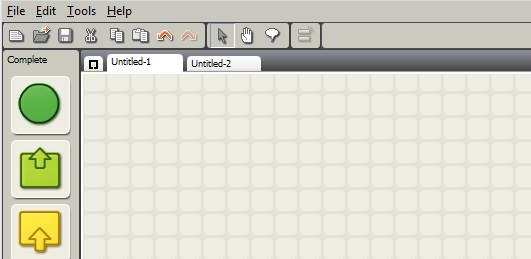 File Edit Tools Help
Complete
Untitled-1 Untitled-2